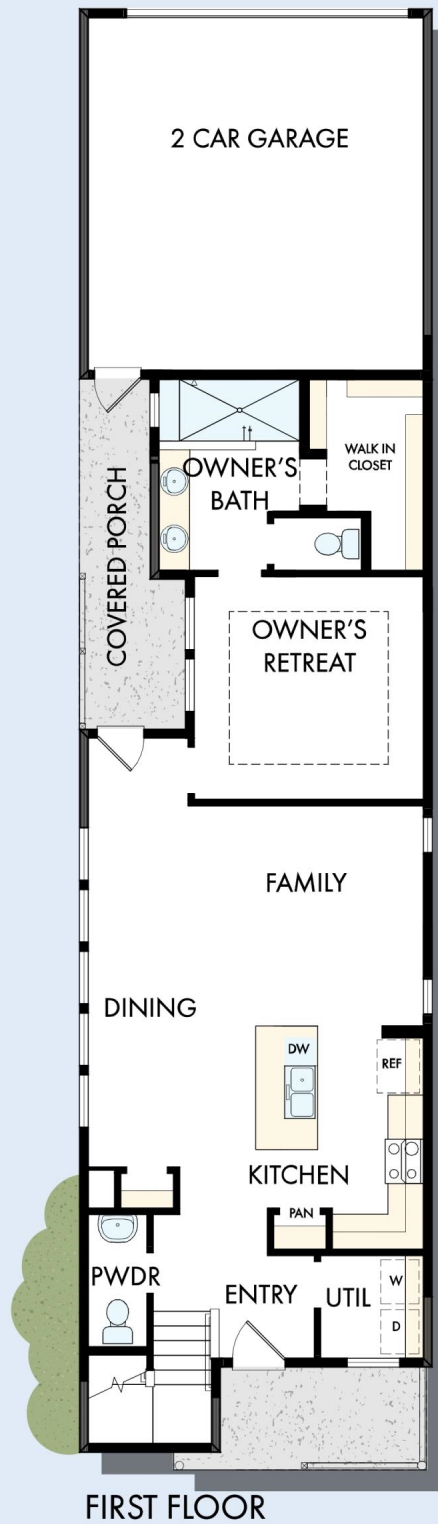 2 CAR GARAGE
WALK IN
CLOSET
OWNER'S
BATH
COVERED PORCH
OWNER'S
RETREAT
FAMILY
DINING
DW
REF
KITCHEN
PAN
PWDR
ENTRY
UTIL
W
D
FIRST FLOOR